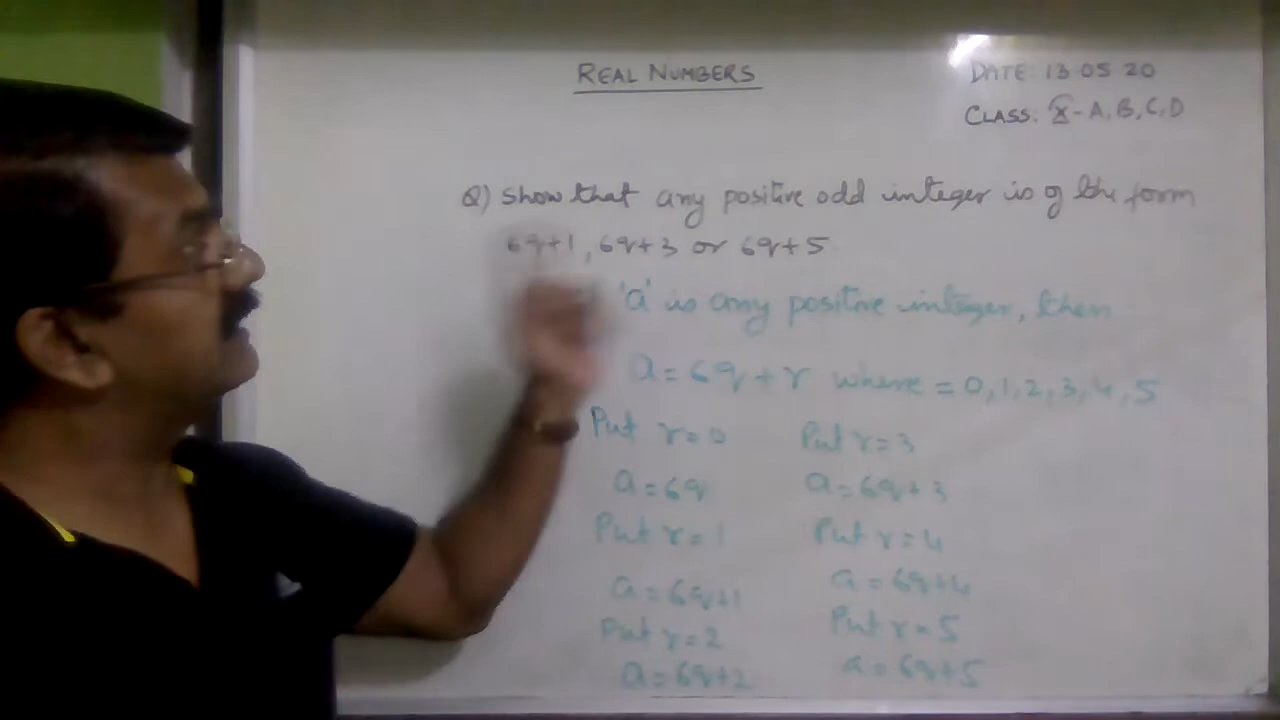 REAL NUMBERS
DATE: 13.05.20
CLASS: X - A, B, C, D
Q) Show that any positive odd integer is of the form
6q+1, 6q+3 or 6q+5
'a' is any positive integer, then
a = 6q + r where = 0, 1, 2, 3, 4, 5
Put r = 0
a = 6q
Put r = 1
a = 6q+1
Put r = 2
a = 6q+2
Put r = 3
a = 6q + 3
Put r = 4
a = 6q+4
Put r = 5
a = 6q+5